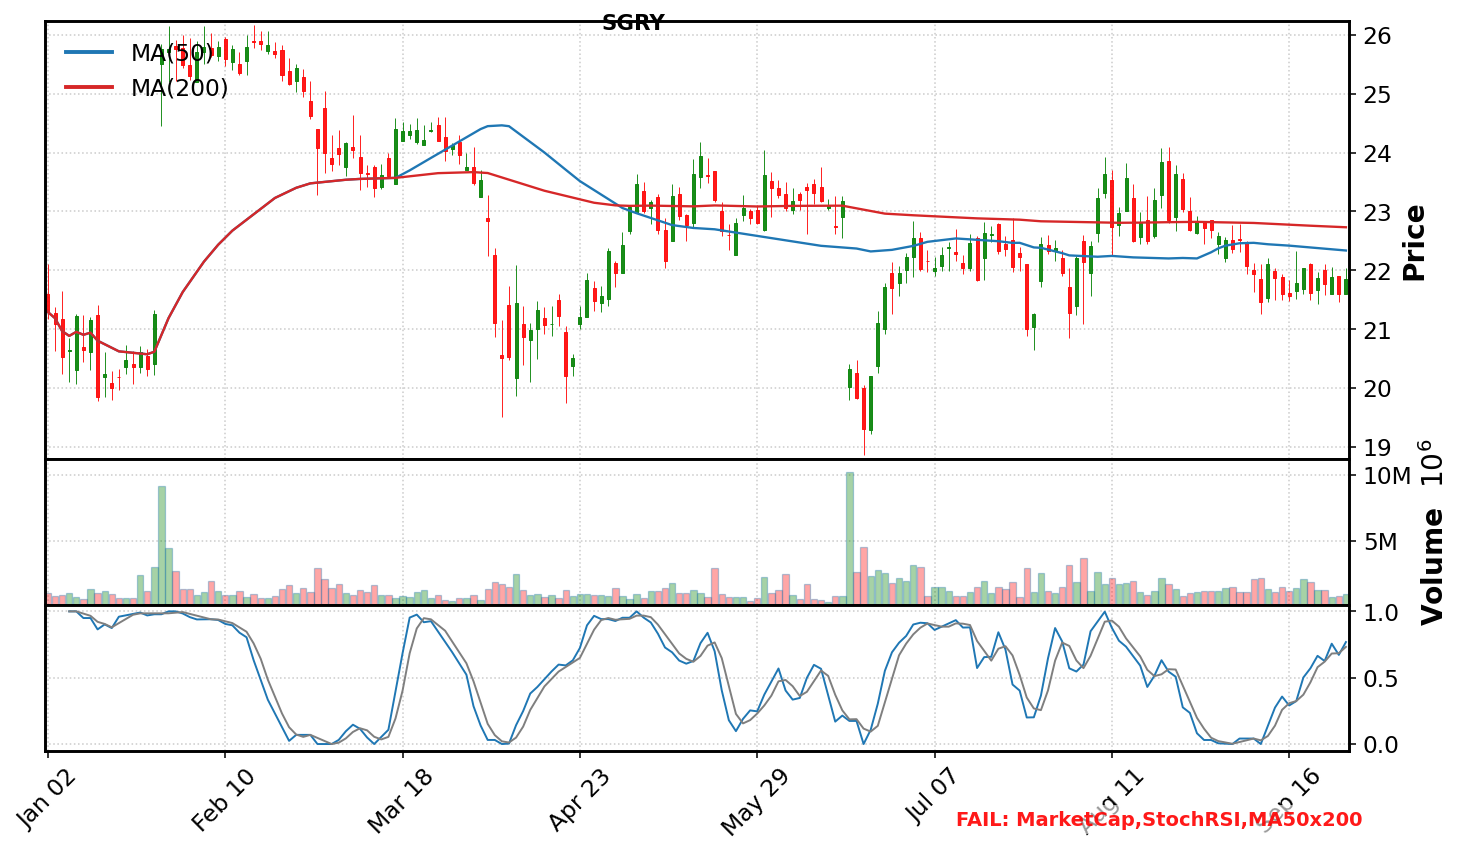 SGRY
MA(50)
MA(200)
26
25
24
23
22
21
20
19
Price
10M
5M
Volume 10^6
1.0
0.5
0.0
Jan 02
Feb 10
Mar 18
Apr 23
May 29
Jul 07
Aug 11
Sep 16
FAIL: MarketCap,StochRSI,MA50x200